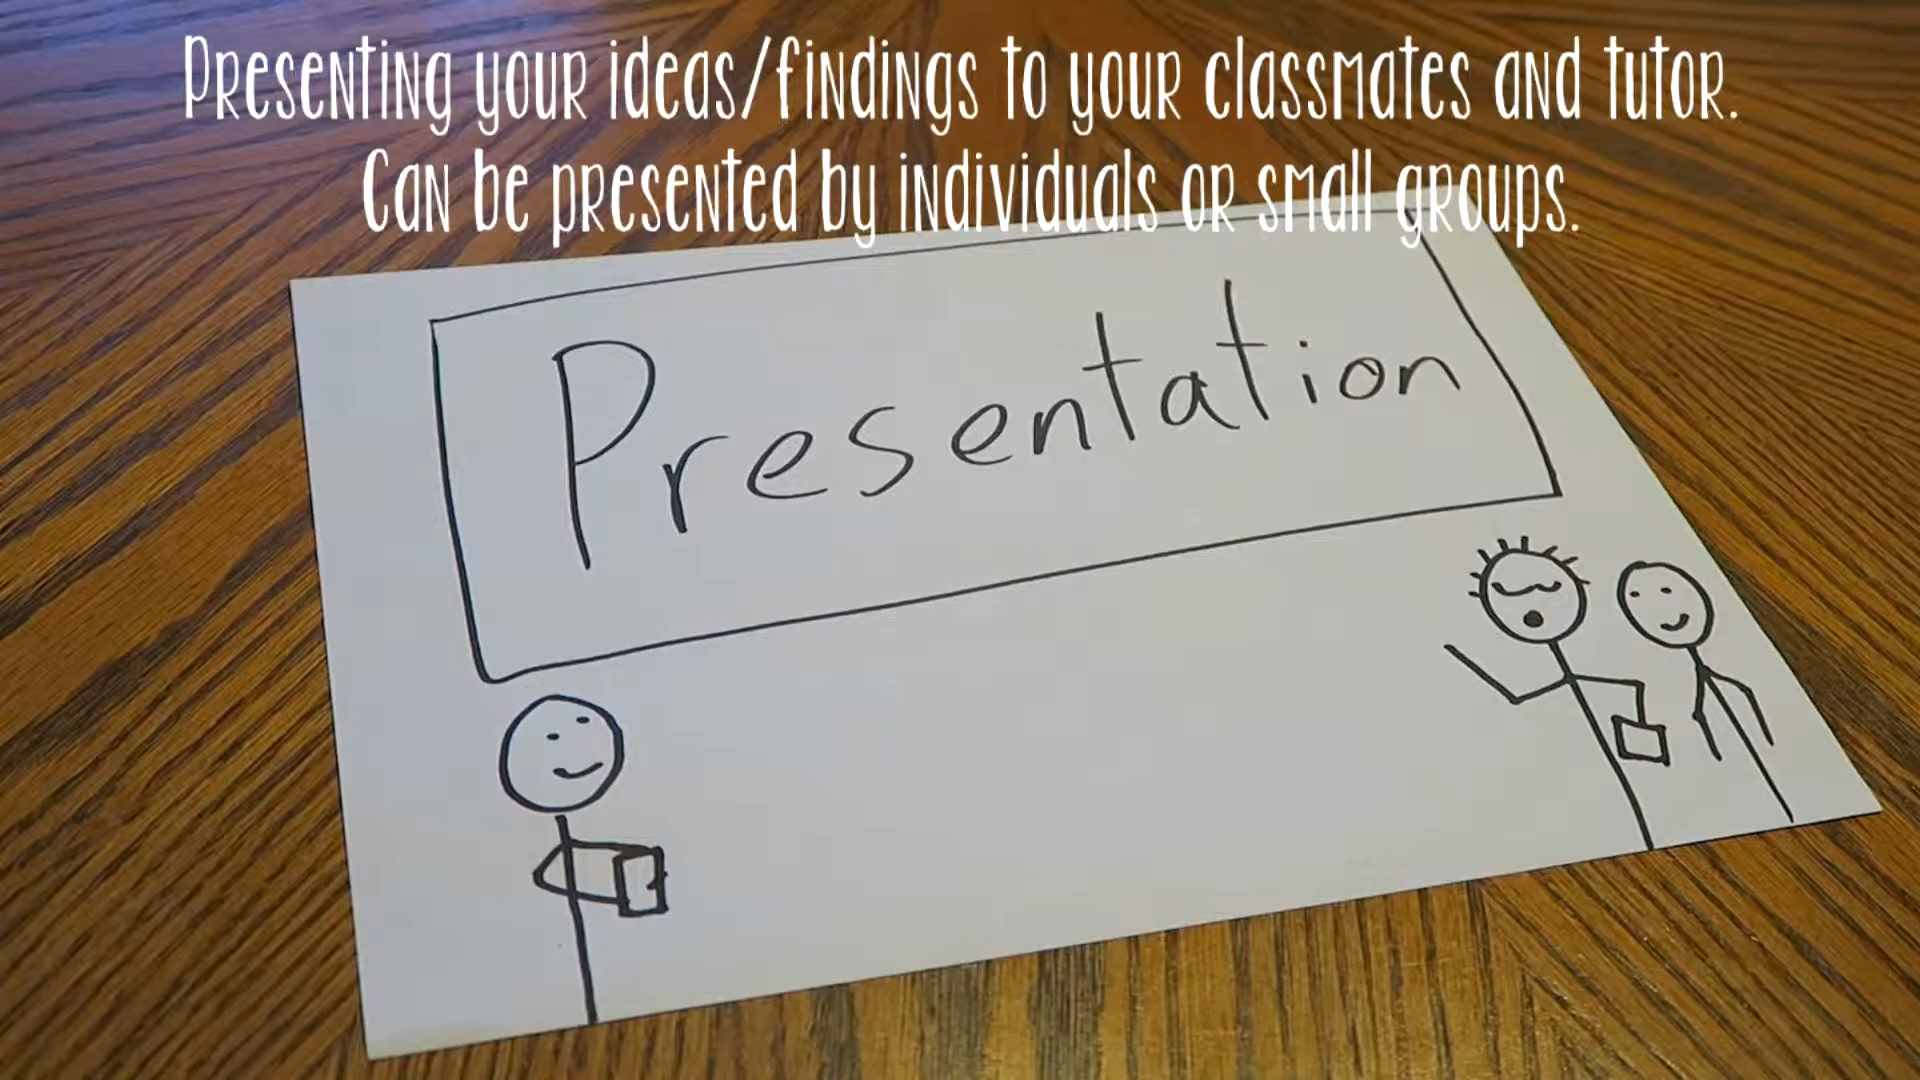 Presenting your ideas/findings to your classmates and tutor.
Can be presented by individuals or small groups.
Presentation